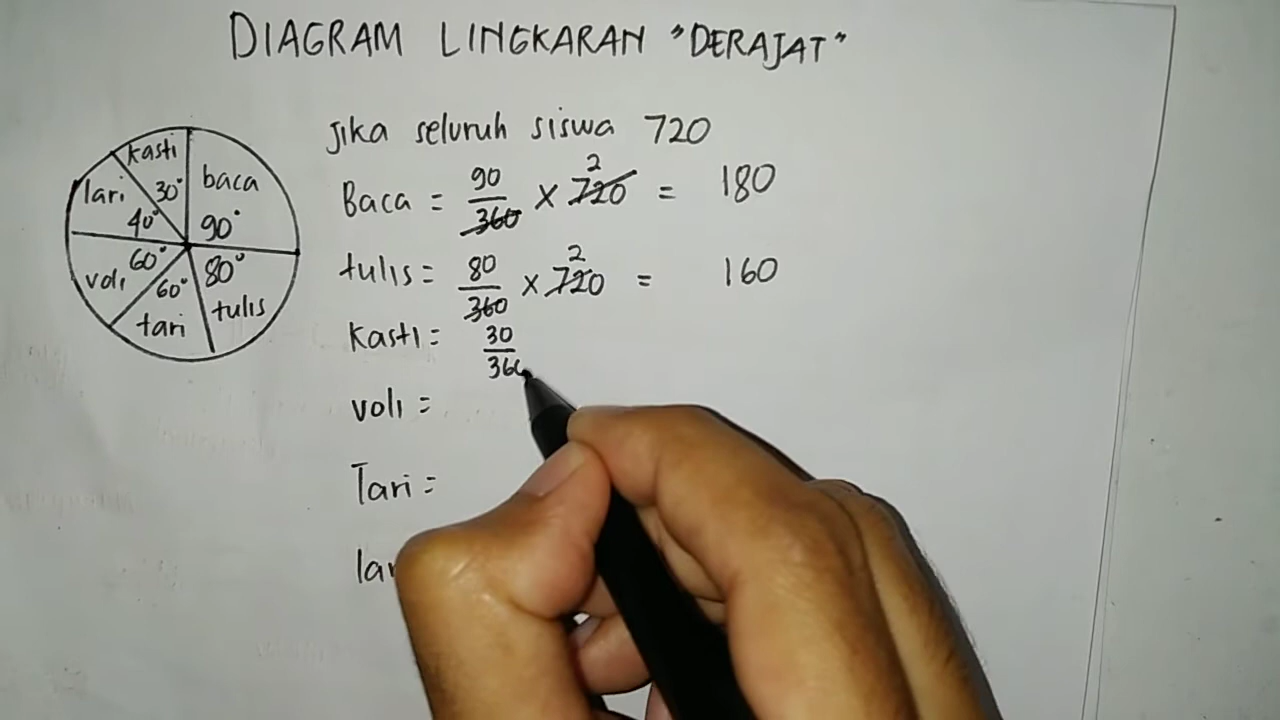 DIAGRAM LINGKARAN "DERAJAT"
Jika seluruh siswa 720
kasti
30°
baca
90°
lari
40°
voli
60°
60°
tari
80°
tulis
Baca = 90/360 × 720 2 = 180
tulis = 80/360 × 720 2 = 160
Kasti = 30/360
voli =
Tari =